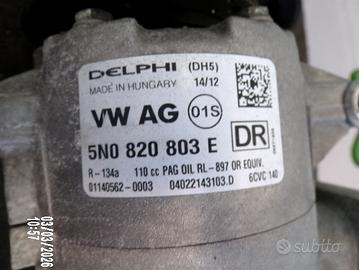 DELPHI (DH5)
MADE IN HUNGARY 14/12
VW AG 01S
5N0 820 803 E DR
R-134a 110 cc PAG OIL RL-897 OR EQUIV.
01140562-0003 04022143103.D 6CVC 140
03/03/2026
10:57
subito